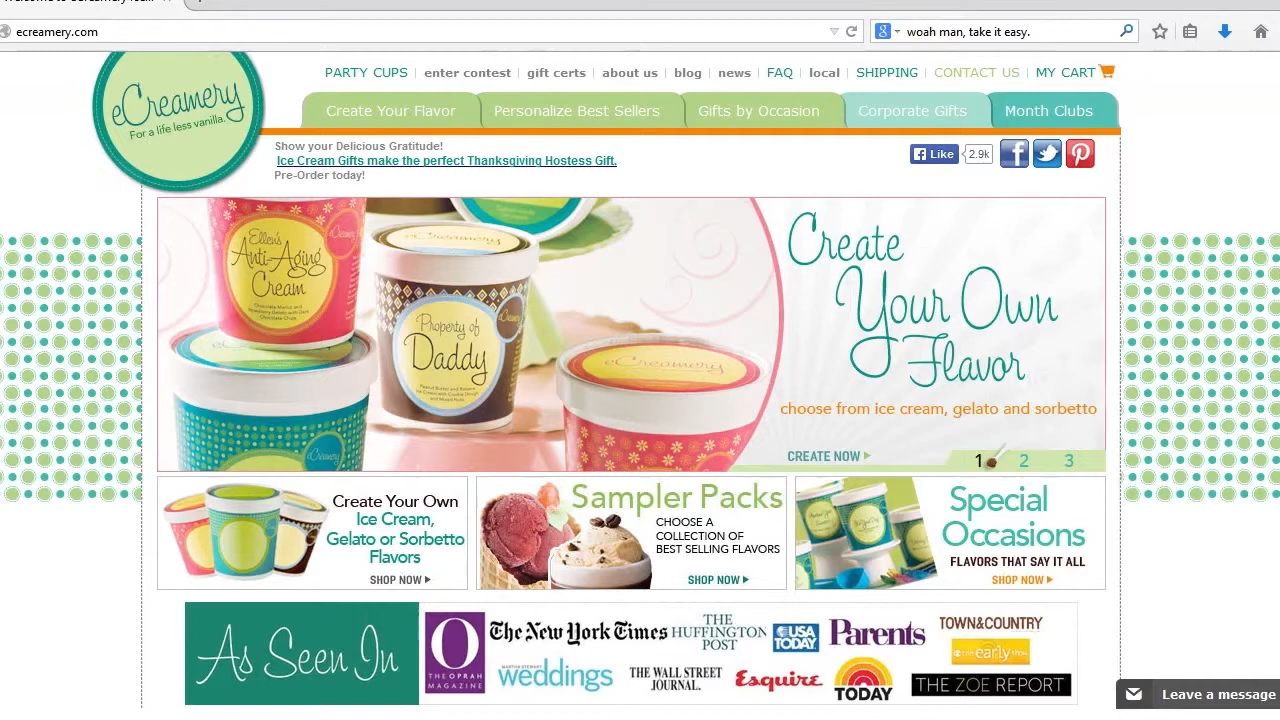 ecreamery.com
woah man, take it easy.
eCreamery
For a life less vanilla.
PARTY CUPS
enter contest
gift certs
about us
blog
news
FAQ
local
SHIPPING
CONTACT US
MY CART
Create Your Flavor
Personalize Best Sellers
Gifts by Occasion
Corporate Gifts
Month Clubs
Show your Delicious Gratitude!
Ice Cream Gifts make the perfect Thanksgiving Hostess Gift.
Pre-Order today!
Like
2.9k
Ellen's
Anti-Aging
Cream
eCreamery
Property of
Daddy
eCreamery
Create
Your Own
Flavor
choose from ice cream, gelato and sorbetto
CREATE NOW
1
2
3
Create Your Own
Ice Cream,
Gelato or Sorbetto
Flavors
SHOP NOW
Sampler Packs
CHOOSE A
COLLECTION OF
BEST SELLING FLAVORS
SHOP NOW
Special
Occasions
FLAVORS THAT SAY IT ALL
SHOP NOW
As Seen In
O
THE OPRAH
MAGAZINE
The New York Times
THE
HUFFINGTON
POST
USA
TODAY
Parents
TOWN&COUNTRY
MARTHA STEWART
weddings
THE WALL STREET
JOURNAL.
Esquire
TODAY
the early show
THE ZOE REPORT
Leave a message